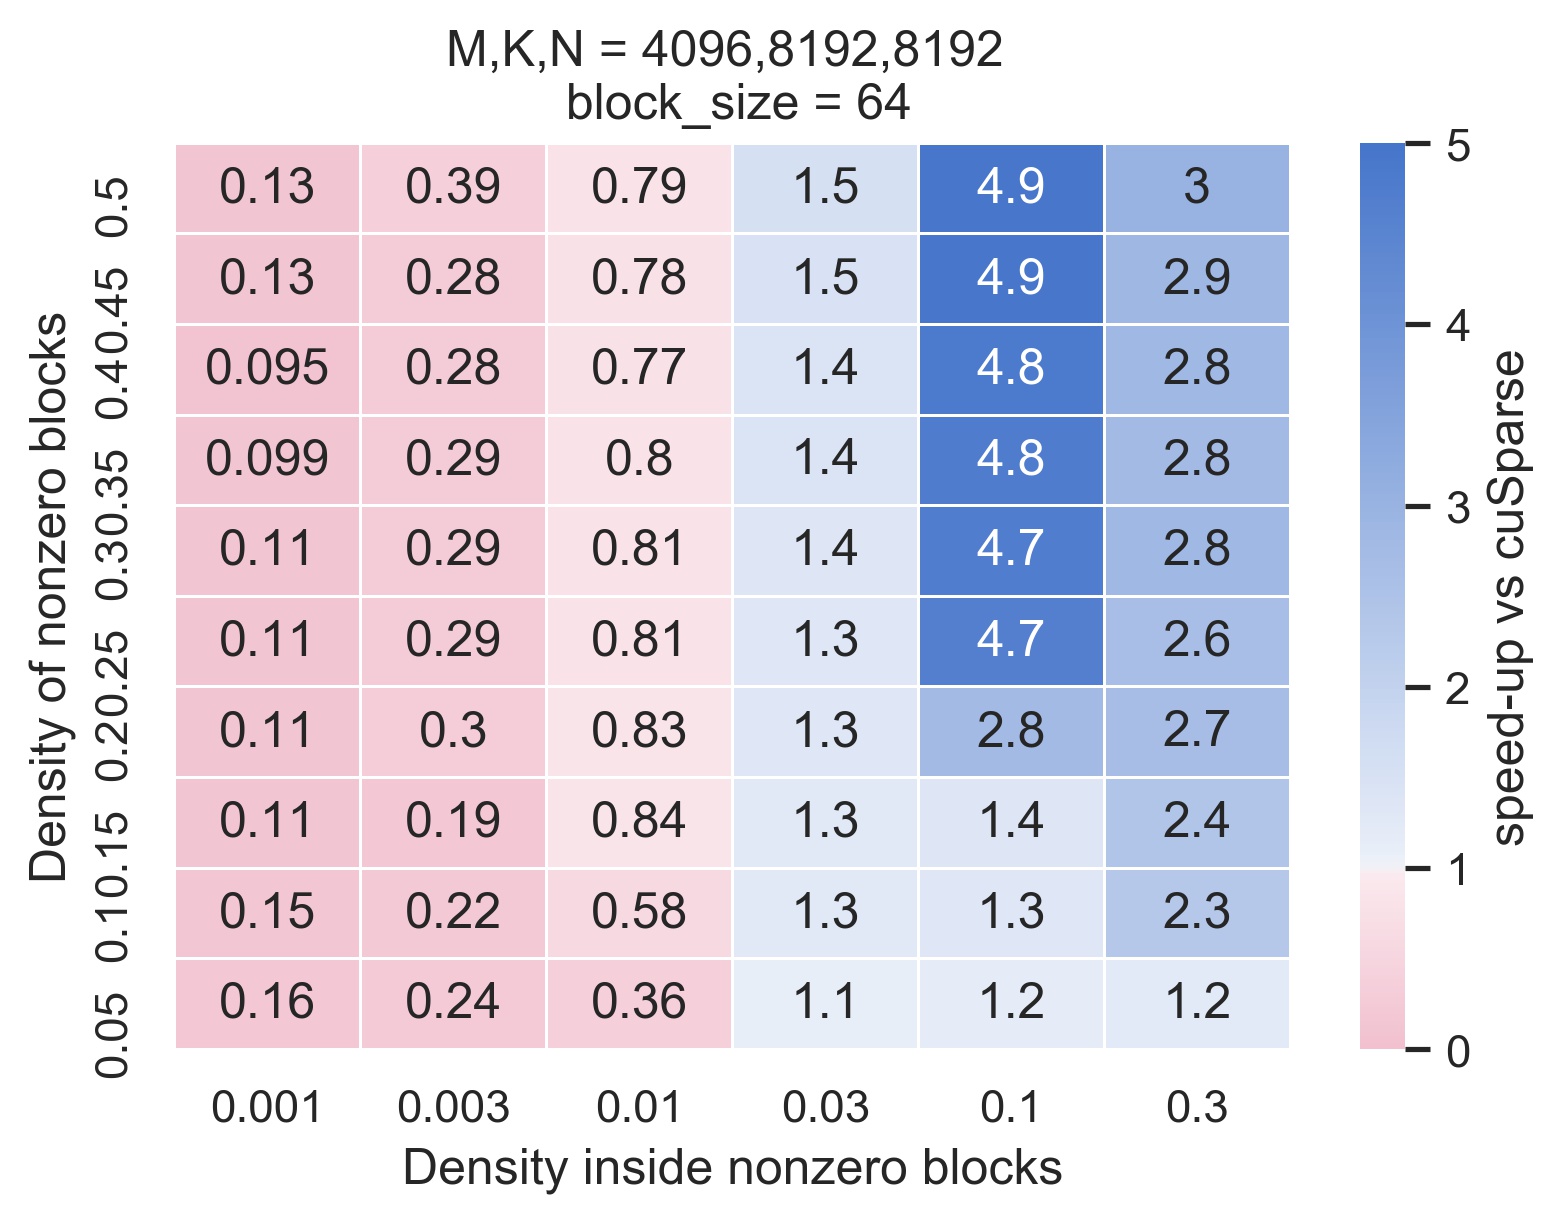 M,K,N = 4096,8192,8192
block_size = 64
Density of nonzero blocks
0.5 0.13 0.39 0.79 1.5 4.9 3
0.45 0.13 0.28 0.78 1.5 4.9 2.9
0.4 0.095 0.28 0.77 1.4 4.8 2.8
0.35 0.099 0.29 0.8 1.4 4.8 2.8
0.30 0.11 0.29 0.81 1.4 4.7 2.8
0.25 0.11 0.29 0.81 1.3 4.7 2.6
0.20 0.11 0.3 0.83 1.3 2.8 2.7
0.15 0.11 0.19 0.84 1.3 1.4 2.4
0.10 0.15 0.22 0.58 1.3 1.3 2.3
0.05 0.16 0.24 0.36 1.1 1.2 1.2
0.001 0.003 0.01 0.03 0.1 0.3
Density inside nonzero blocks
5
4
3
2
1
0
speed-up vs cuSparse